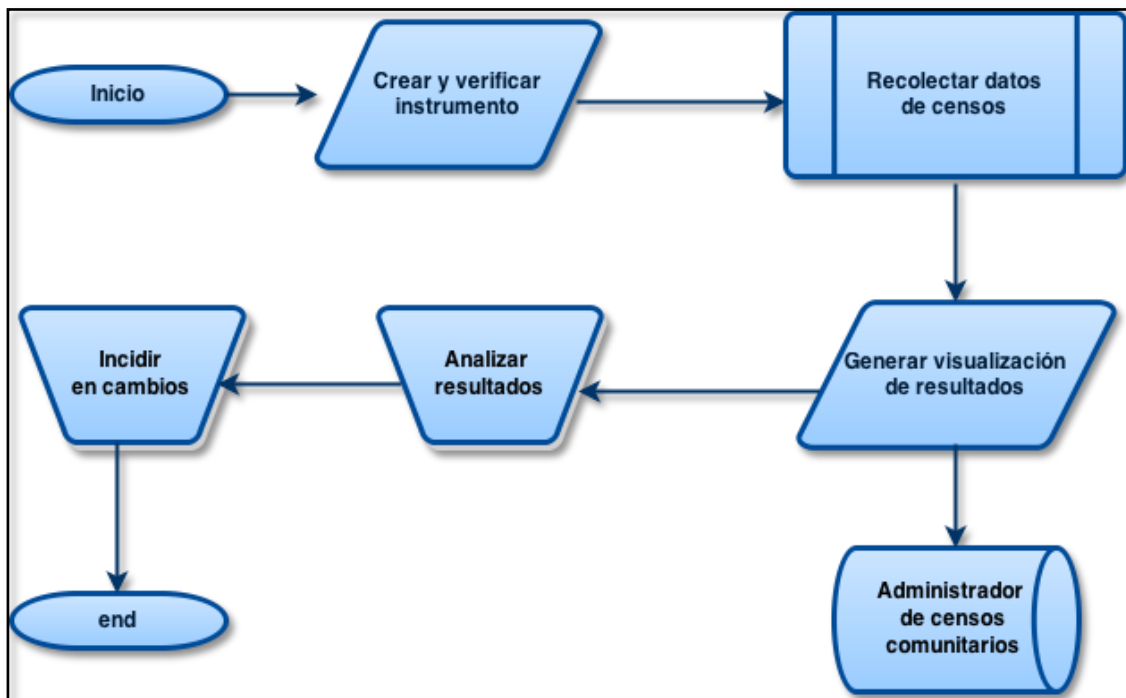 Inicio
Crear y verificar
instrumento
Recolectar datos
de censos
Generar visualización
de resultados
Analizar
resultados
Incidir
en cambios
end
Administrador
de censos
comunitarios